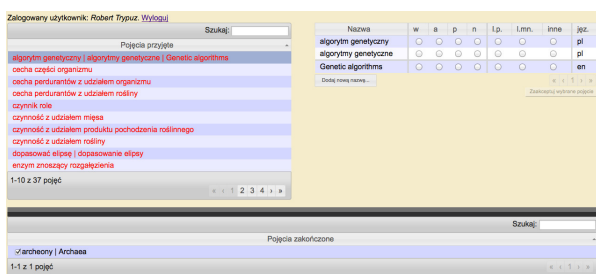 Zalogowany użytkownik: Robert Trypuz. Wyloguj
Szukaj:
Pojęcia przyjęte
algorytm genetyczny | algorytmy genetyczne | Genetic algorithms
cecha części organizmu
cecha perdurantów z udziałem organizmu
cecha perdurantów z udziałem rośliny
czynnik role
czynność z udziałem mięsa
czynność z udziałem produktu pochodzenia roślinnego
czynność z udziałem rośliny
dopasować elipsę | dopasowanie elipsy
enzym znoszący rozgałęzienia
1-10 z 37 pojęć
« ‹ 1 2 3 4 › »
Nazwa w a p n l.p. l.mn. inne jęz.
algorytm genetyczny pl
algorytmy genetyczne pl
Genetic algorithms en
Dodaj nową nazwę...
« ‹ 1 › »
Zaakceptuj wybrane pojęcie
Szukaj:
Pojęcia zakończone
archeony | Archaea
1-1 z 1 pojęć
« ‹ 1 › »